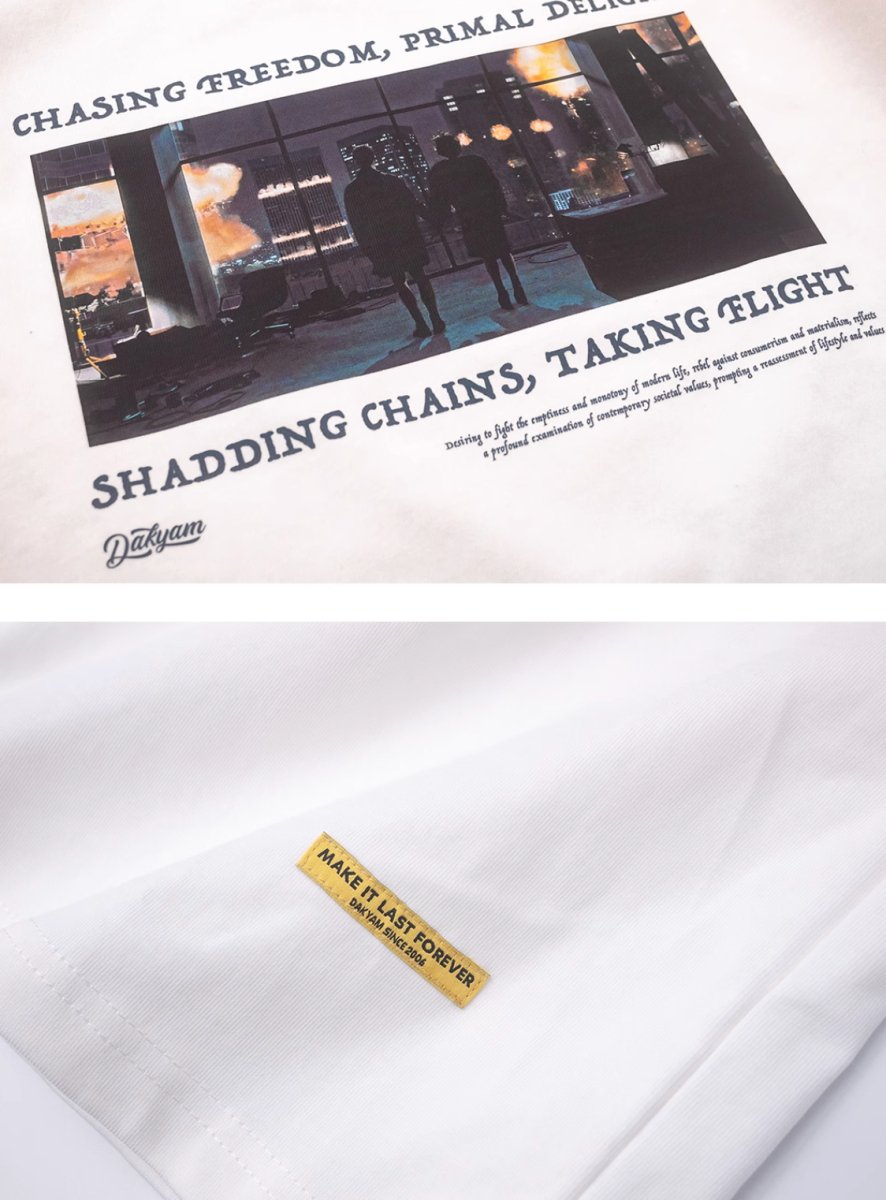 CHASING FREEDOM, PRIMAL DELIGH
SHADDING CHAINS, TAKING FLIGHT
Desiring to fight the emptiness and monotony of modern life, rebel against consumerism and materialism, reflects
a profound examination of contemporary societal values, prompting a reassessment of lifestyle and values
Dakyam
MAKE IT LAST FOREVER
DAKYAM SINCE 2006